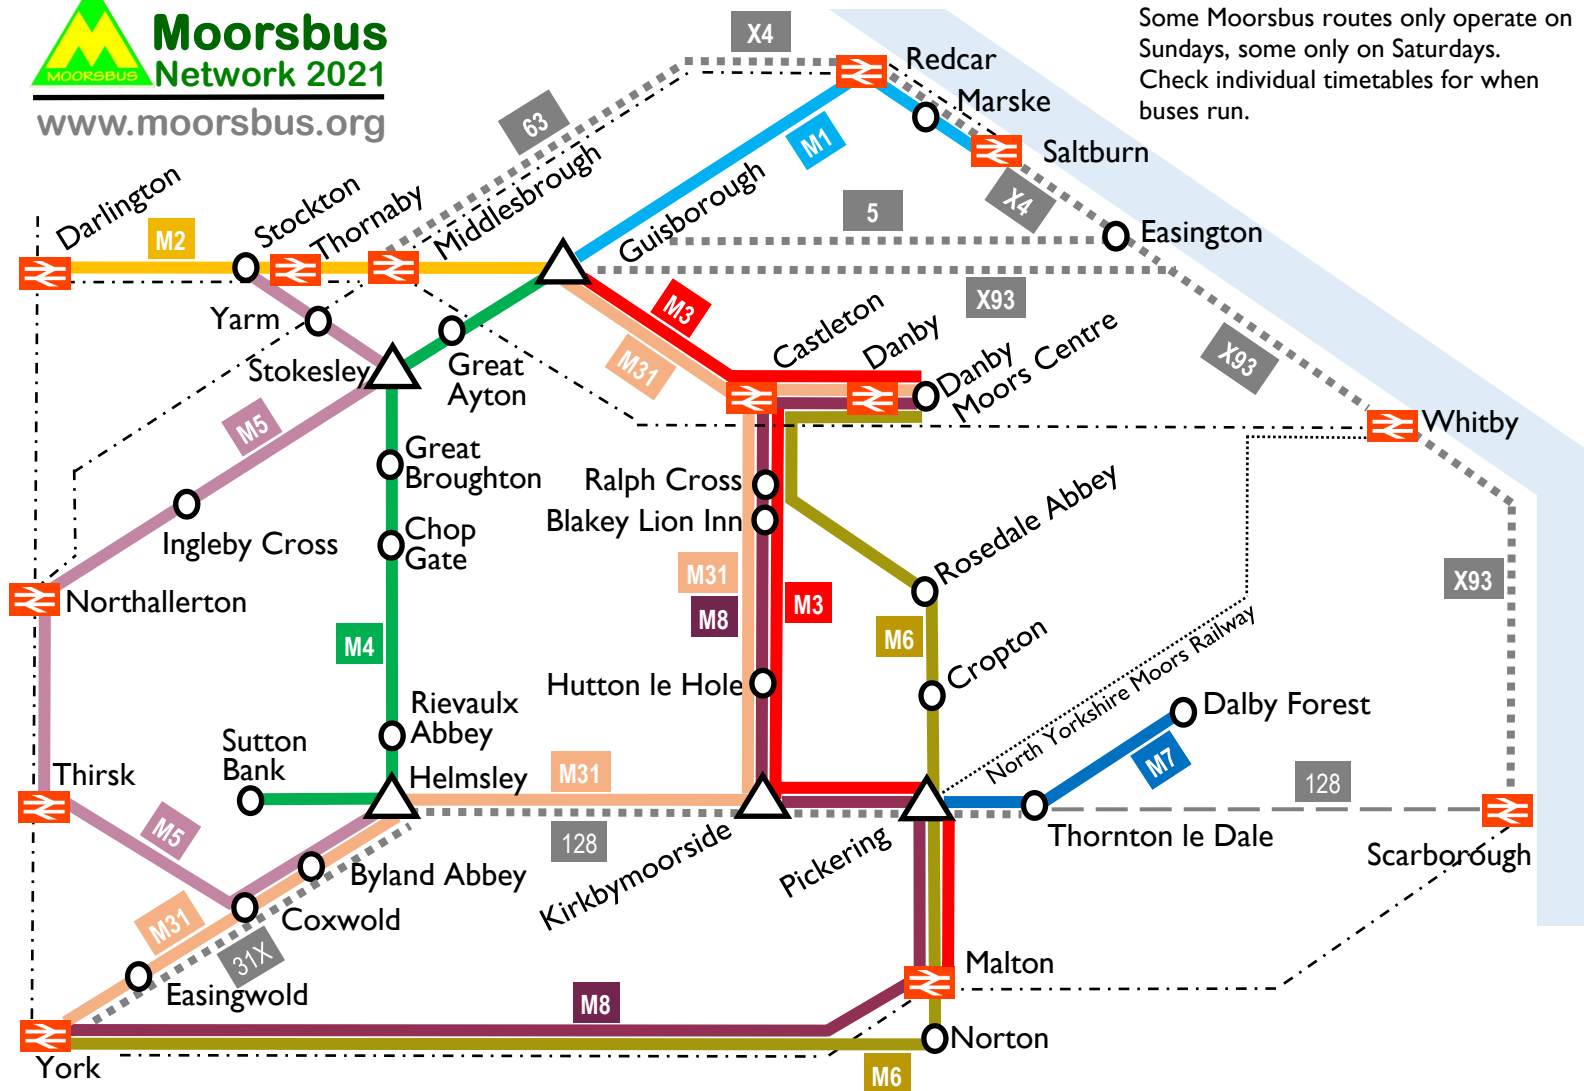 MOORSBUS
Moorsbus
Network 2021
www.moorsbus.org
Some Moorsbus routes only operate on
Sundays, some only on Saturdays.
Check individual timetables for when
buses run.
X4
Redcar
Marske
63
M1
Saltburn
Darlington
M2
Stockton
Thornaby
Middlesbrough
Guisborough
5
X4
Easington
Yarm
M3
X93
Castleton
Danby
Danby
Moors Centre
X93
Stokesley
Great
Ayton
M31
Whitby
M5
Great
Broughton
Ralph Cross
Blakey Lion Inn
Rosedale Abbey
Ingleby Cross
Chop
Gate
M31
X93
Northallerton
M8
M3
M4
M6
Cropton
North Yorkshire Moors Railway
Hutton le Hole
Rievaulx
Abbey
Dalby Forest
Sutton
Bank
M7
Thirsk
Helmsley
M31
128
M5
128
Kirkbymoorside
Pickering
Thornton le Dale
Scarborough
Byland Abbey
Coxwold
M31
31X
Malton
Easingwold
M8
Norton
York
M6